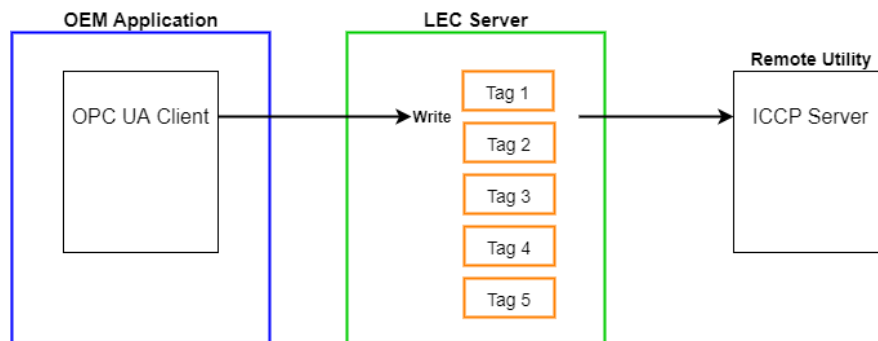 OEM Application
LEC Server
Remote Utility
OPC UA Client
Write
Tag 1
Tag 2
Tag 3
Tag 4
Tag 5
ICCP Server